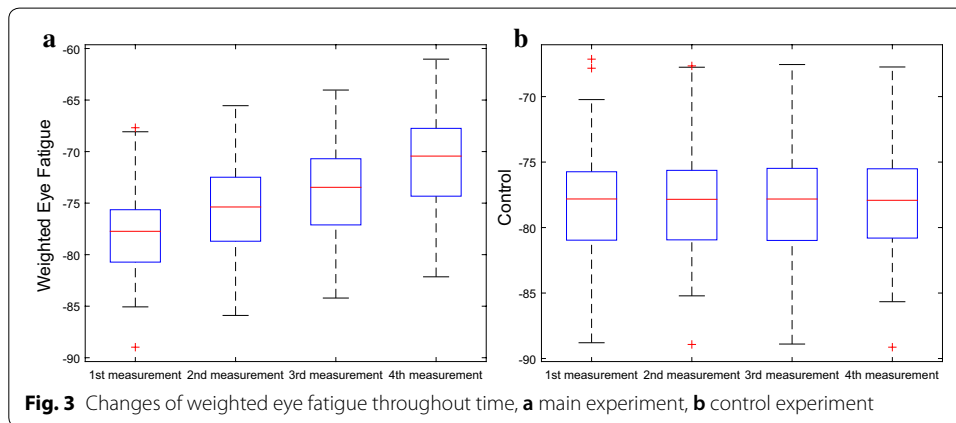 a
Weighted Eye Fatigue
-60
-65
-70
-75
-80
-85
-90
1st measurement 2nd measurement 3rd measurement 4th measurement
b
Control
-70
-75
-80
-85
-90
1st measurement 2nd measurement 3rd measurement 4th measurement
Fig. 3 Changes of weighted eye fatigue throughout time, a main experiment, b control experiment